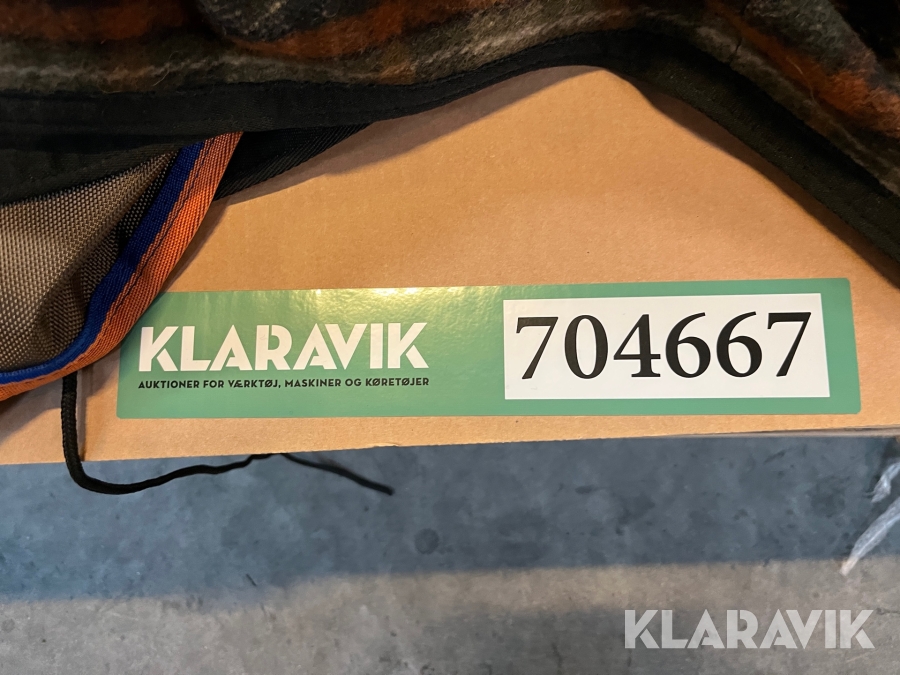 KLARAVIK
AUKTIONER FOR VÆRKTØJ, MASKINER OG KØRETØJER
704667
KLARAVIK